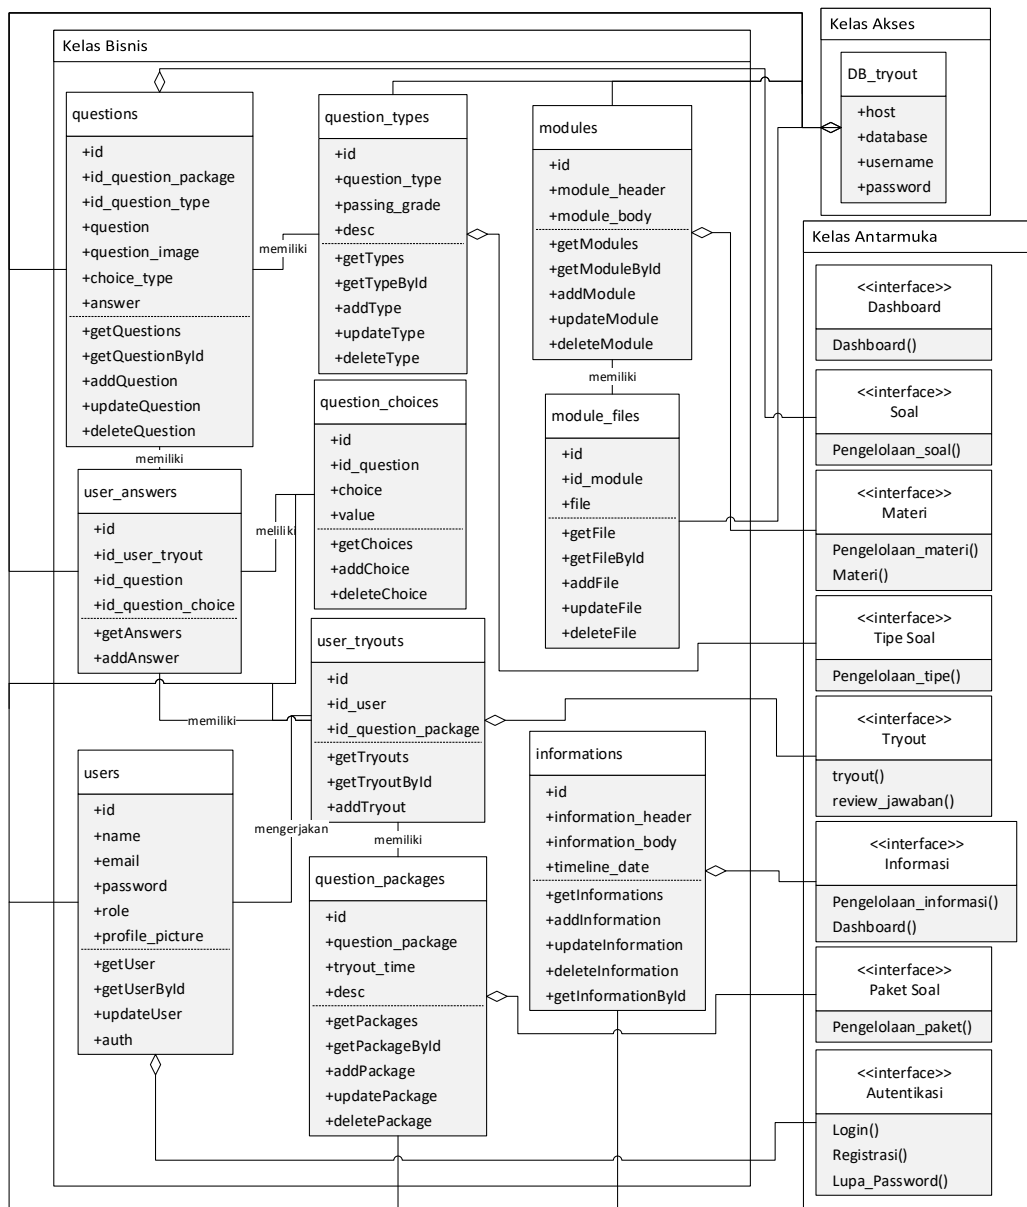 Kelas Bisnis
questions
+id
+id_question_package
+id_question_type
+question
+question_image
+choice_type
+answer
+getQuestions
+getQuestionById
+addQuestion
+updateQuestion
+deleteQuestion
memiliki
question_types
+id
+question_type
+passing_grade
+desc
+getTypes
+getTypeById
+addType
+updateType
+deleteType
modules
+id
+module_header
+module_body
+getModules
+getModuleById
+addModule
+updateModule
+deleteModule
memiliki
memiliki
user_answers
+id
+id_user_tryout
+id_question
+id_question_choice
+getAnswers
+addAnswer
meliliki
question_choices
+id
+id_question
+choice
+value
+getChoices
+addChoice
+deleteChoice
module_files
+id
+id_module
+file
+getFile
+getFileById
+addFile
+updateFile
+deleteFile
memiliki
user_tryouts
+id
+id_user
+id_question_package
+getTryouts
+getTryoutById
+addTryout
users
+id
+name
+email
+password
+role
+profile_picture
+getUser
+getUserById
+updateUser
+auth
mengerjakan
memiliki
question_packages
+id
+question_package
+tryout_time
+desc
+getPackages
+getPackageById
+addPackage
+updatePackage
+deletePackage
informations
+id
+information_header
+information_body
+timeline_date
+getInformations
+addInformation
+updateInformation
+deleteInformation
+getInformationById
Kelas Akses
DB_tryout
+host
+database
+username
+password
Kelas Antarmuka
<<interface>>
Dashboard
Dashboard()
<<interface>>
Soal
Pengelolaan_soal()
<<interface>>
Materi
Pengelolaan_materi()
Materi()
<<interface>>
Tipe Soal
Pengelolaan_tipe()
<<interface>>
Tryout
tryout()
review_jawaban()
<<interface>>
Informasi
Pengelolaan_informasi()
Dashboard()
<<interface>>
Paket Soal
Pengelolaan_paket()
<<interface>>
Autentikasi
Login()
Registrasi()
Lupa_Password()